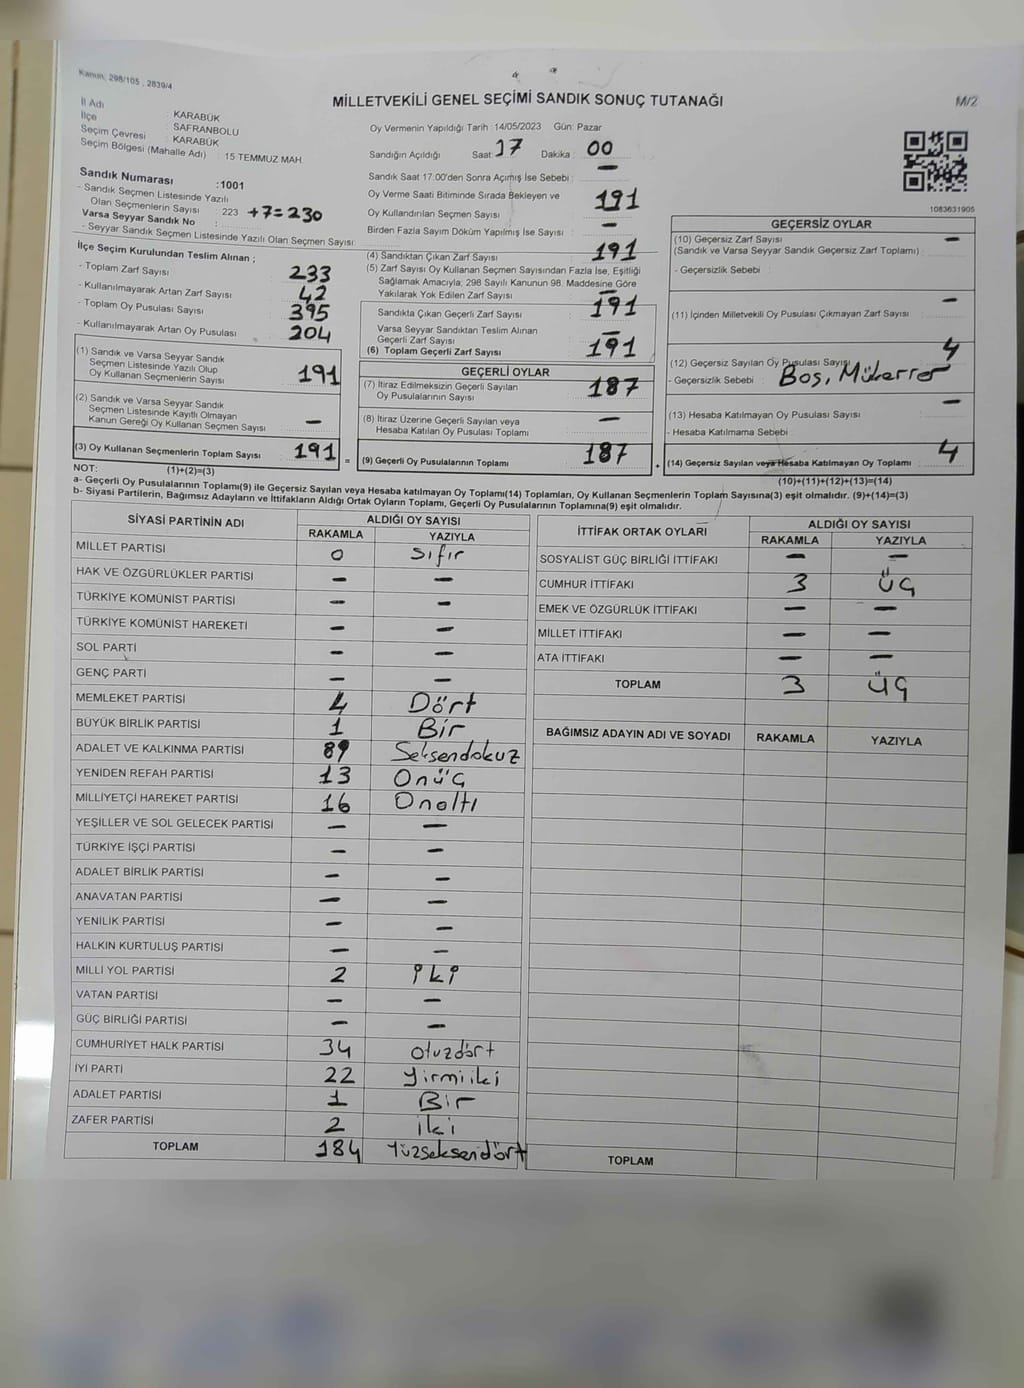 Kanun, 298/105 , 2839/4
MİLLETVEKİLİ GENEL SEÇİMİ SANDIK SONUÇ TUTANAĞI
M/2
İl Adı : KARABÜK
İlçe : SAFRANBOLU
Seçim Çevresi : KARABÜK
Seçim Bölgesi (Mahalle Adı) : 15 TEMMUZ MAH.
Sandık Numarası :1001
- Sandık Seçmen Listesinde Yazılı
Olan Seçmenlerin Sayısı : 223 +7=230
Varsa Seyyar Sandık No :
- Seyyar Sandık Seçmen Listesinde Yazılı Olan Seçmen Sayısı:
İlçe Seçim Kurulundan Teslim Alınan ;
- Toplam Zarf Sayısı : 233
- Kullanılmayarak Artan Zarf Sayısı : 42
- Toplam Oy Pusulası Sayısı : 395
- Kullanılmayarak Artan Oy Pusulası : 204
(1) Sandık ve Varsa Seyyar Sandık
Seçmen Listesinde Yazılı Olup
Oy Kullanan Seçmenlerin Sayısı : 191
(2) Sandık ve Varsa Seyyar Sandık
Seçmen Listesinde Kayıtlı Olmayan
Kanun Gereği Oy Kullanan Seçmen Sayısı : —
(3) Oy Kullanan Seçmenlerin Toplam Sayısı : 191 =
Oy Vermenin Yapıldığı Tarih :14/05/2023 Gün: Pazar
Sandığın Açıldığı Saat: 17 Dakika : 00
Sandık Saat 17:00'den Sonra Açımış İse Sebebi : —
Oy Verme Saati Bitiminde Sırada Bekleyen ve
Oy Kullandırılan Seçmen Sayısı : 191
Birden Fazla Sayım Döküm Yapılmış İse Sayısı : —
(4) Sandıktan Çıkan Zarf Sayısı : 191
(5) Zarf Sayısı Oy Kullanan Seçmen Sayısından Fazla İse, Eşitliği
Sağlamak Amacıyla; 298 Sayılı Kanunun 98. Maddesine Göre
Yakılarak Yok Edilen Zarf Sayısı : —
Sandıkta Çıkan Geçerli Zarf Sayısı : 191
Varsa Seyyar Sandıktan Teslim Alınan
Geçerli Zarf Sayısı : —
(6) Toplam Geçerli Zarf Sayısı : 191
GEÇERLİ OYLAR
(7) İtiraz Edilmeksizin Geçerli Sayılan
Oy Pusulalarının Sayısı : 187
(8) İtiraz Üzerine Geçerli Sayılan veya
Hesaba Katılan Oy Pusulası Toplamı : —
(9) Geçerli Oy Pusulalarının Toplamı : 187 +
1083631905
GEÇERSİZ OYLAR
(10) Geçersiz Zarf Sayısı : —
(Sandık ve Varsa Seyyar Sandık Geçersiz Zarf Toplamı) :
- Geçersizlik Sebebi :
(11) İçinden Milletvekili Oy Pusulası Çıkmayan Zarf Sayısı : —
(12) Geçersiz Sayılan Oy Pusulası Sayısı : 4
- Geçersizlik Sebebi : Boş, Mükerrer
(13) Hesaba Katılmayan Oy Pusulası Sayısı : —
- Hesaba Katılmama Sebebi :
(14) Geçersiz Sayılan veya Hesaba Katılmayan Oy Toplamı : 4
NOT: (1)+(2)=(3) (10)+(11)+(12)+(13)=(14)
a- Geçerli Oy Pusulalarının Toplamı(9) ile Geçersiz Sayılan veya Hesaba katılmayan Oy Toplamı(14) Toplamları, Oy Kullanan Seçmenlerin Toplam Sayısına(3) eşit olmalıdır. (9)+(14)=(3)
b- Siyasi Partilerin, Bağımsız Adayların ve İttifakların Aldığı Ortak Oyların Toplamı, Geçerli Oy Pusulalarının Toplamına(9) eşit olmalıdır.
SİYASİ PARTİNİN ADI ALDIĞI OY SAYISI
RAKAMLA YAZIYLA
MİLLET PARTİSİ 0 Sıfır
HAK VE ÖZGÜRLÜKLER PARTİSİ — —
TÜRKİYE KOMÜNİST PARTİSİ — —
TÜRKİYE KOMÜNİST HAREKETİ — —
SOL PARTİ — —
GENÇ PARTİ — —
MEMLEKET PARTİSİ 4 Dört
BÜYÜK BİRLİK PARTİSİ 1 Bir
ADALET VE KALKINMA PARTİSİ 89 Seksendokuz
YENİDEN REFAH PARTİSİ 13 Onüç
MİLLİYETÇİ HAREKET PARTİSİ 16 Onaltı
YEŞİLLER VE SOL GELECEK PARTİSİ — —
TÜRKİYE İŞÇİ PARTİSİ — —
ADALET BİRLİK PARTİSİ — —
ANAVATAN PARTİSİ — —
YENİLİK PARTİSİ — —
HALKIN KURTULUŞ PARTİSİ — —
MİLLİ YOL PARTİSİ 2 iki
VATAN PARTİSİ — —
GÜÇ BİRLİĞİ PARTİSİ — —
CUMHURİYET HALK PARTİSİ 34 otuzdört
İYİ PARTİ 22 yirmiiki
ADALET PARTİSİ 1 Bir
ZAFER PARTİSİ 2 iki
TOPLAM 184 Yüzseksendört
İTTİFAK ORTAK OYLARI ALDIĞI OY SAYISI
RAKAMLA YAZIYLA
SOSYALİST GÜÇ BİRLİĞİ İTTİFAKI — —
CUMHUR İTTİFAKI 3 üç
EMEK VE ÖZGÜRLÜK İTTİFAKI — —
MİLLET İTTİFAKI — —
ATA İTTİFAKI — —
TOPLAM 3 üç
BAĞIMSIZ ADAYIN ADI VE SOYADI RAKAMLA YAZIYLA
TOPLAM